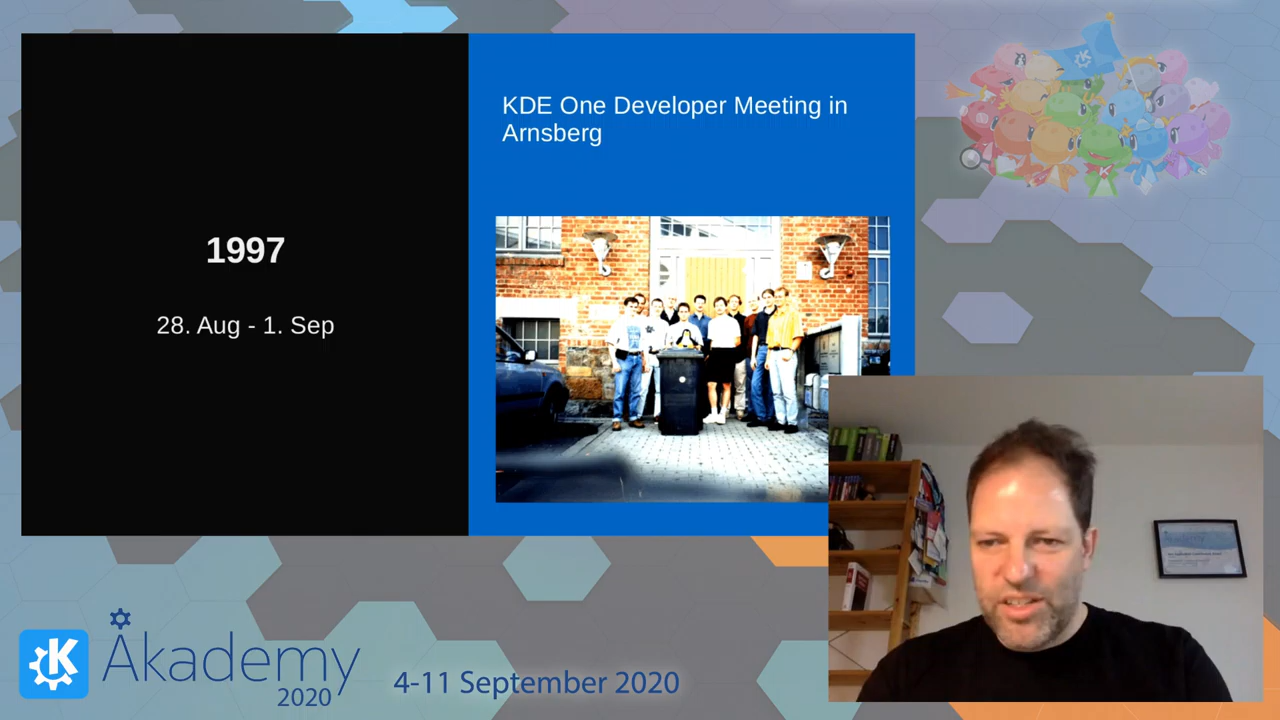 1997
28. Aug - 1. Sep
KDE One Developer Meeting in
Arnsberg
K
Akademy
2020
4-11 September 2020